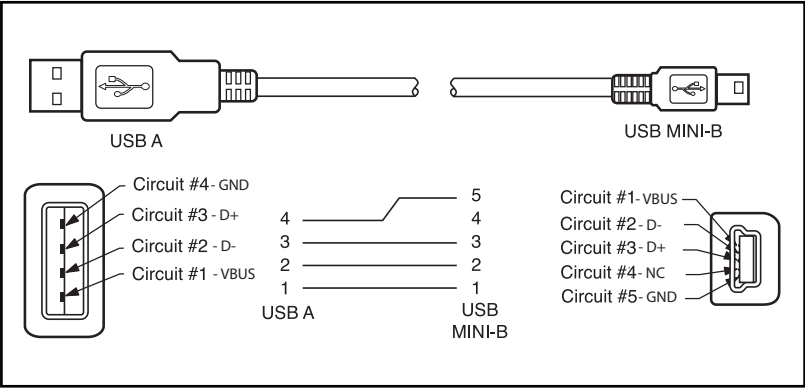 USB A
USB MINI-B
Circuit #4- GND
Circuit #3 - D+
Circuit #2 - D-
Circuit #1 - VBUS
4
3
2
1
USB A
5
4
3
2
1
USB
MINI-B
Circuit #1- VBUS
Circuit #2 - D-
Circuit #3 - D+
Circuit #4- NC
Circuit #5- GND